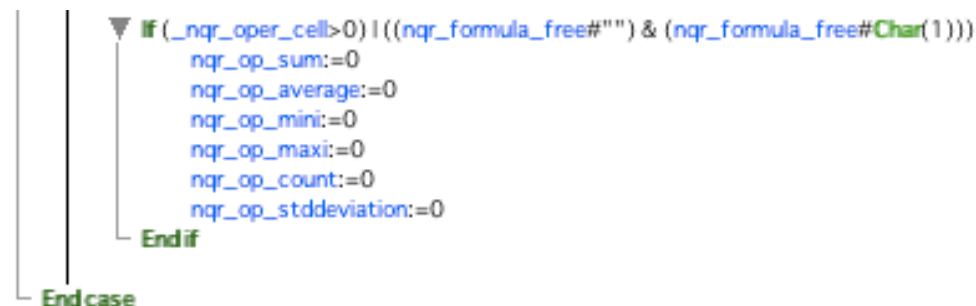 If (_nqr_oper_cell>0) | ((nqr_formula_free#"") & (nqr_formula_free#Char(1)))
nqr_op_sum:=0
nqr_op_average:=0
nqr_op_mini:=0
nqr_op_maxi:=0
nqr_op_count:=0
nqr_op_stddeviation:=0
End if
End case